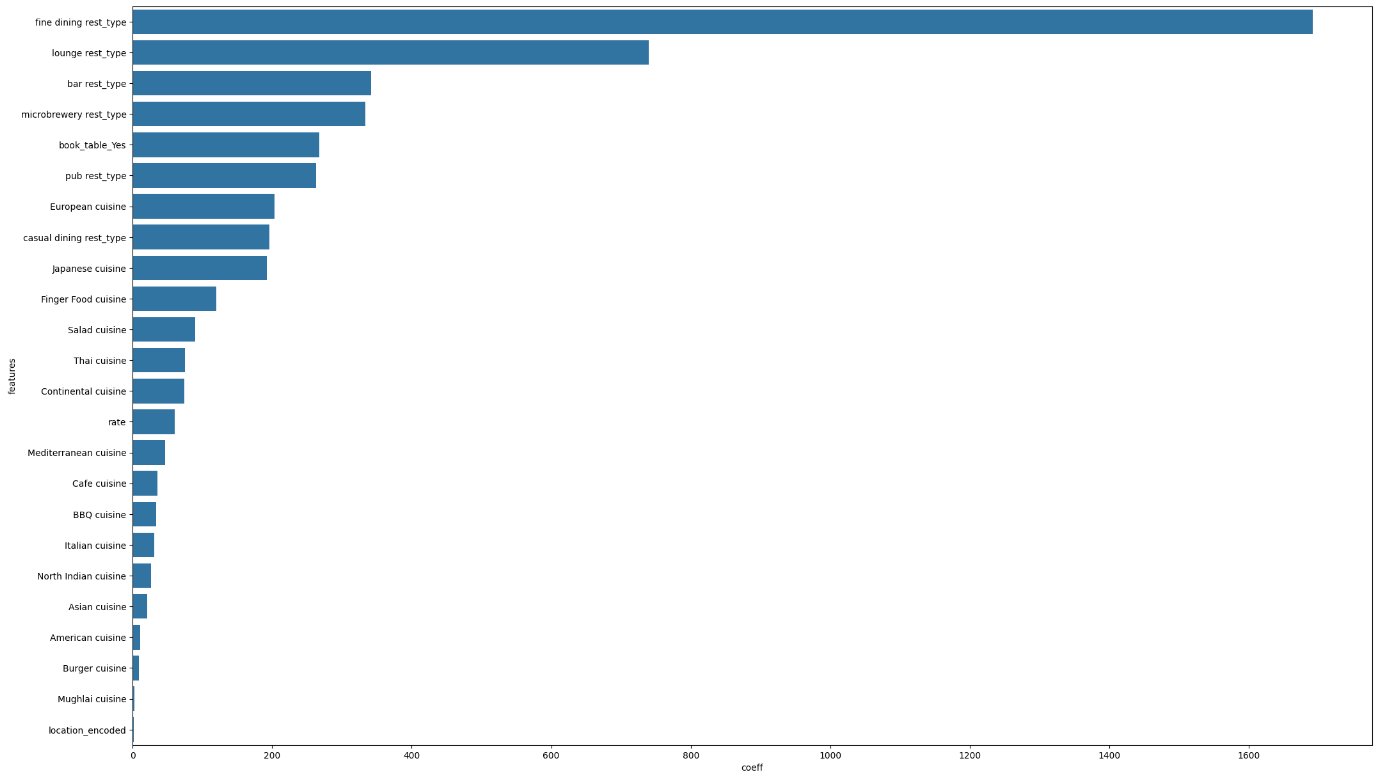 fine dining rest_type
lounge rest_type
bar rest_type
microbrewery rest_type
book_table_Yes
pub rest_type
European cuisine
casual dining rest_type
Japanese cuisine
Finger Food cuisine
Salad cuisine
Thai cuisine
Continental cuisine
rate
Mediterranean cuisine
Cafe cuisine
BBQ cuisine
Italian cuisine
North Indian cuisine
Asian cuisine
American cuisine
Burger cuisine
Mughlai cuisine
location_encoded
features
0 200 400 600 800 1000 1200 1400 1600
coeff